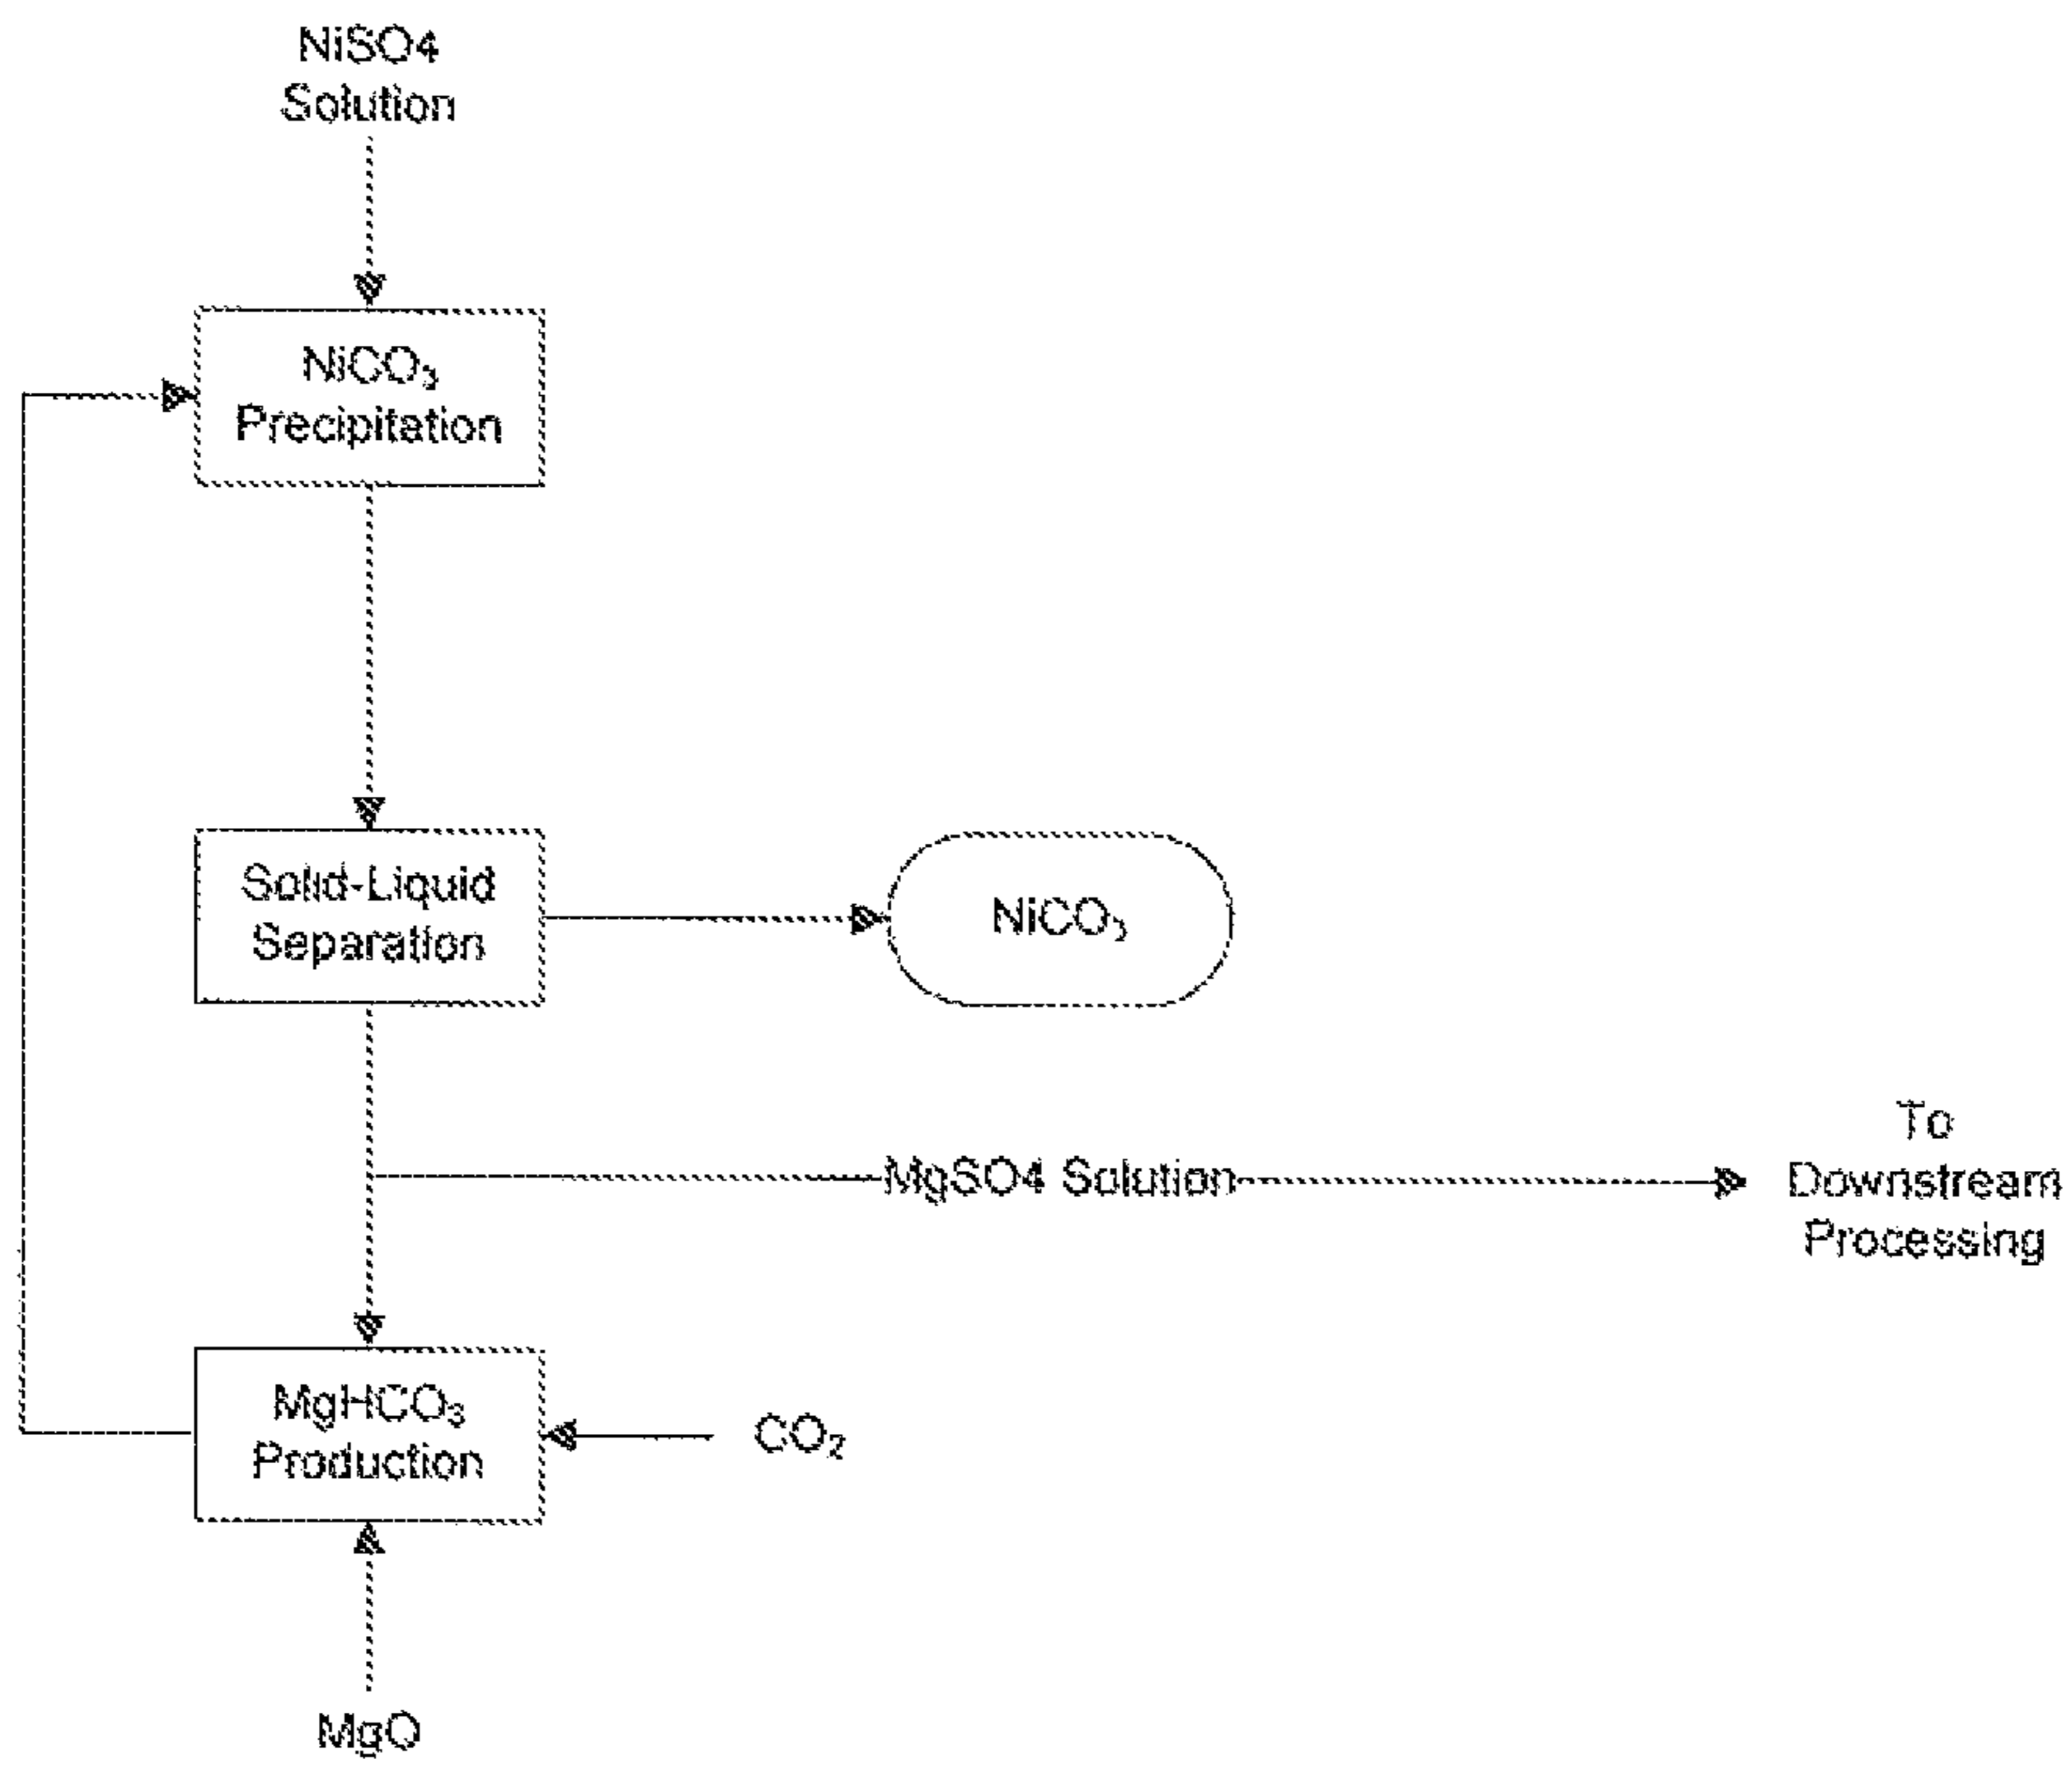 NiSO4
Solution
NiCO₃
Precipitation
Solid-Liquid
Separation
NiCO₃
MgSO4 Solution
To
Downstream
Processing
MgHCO₃
Production
CO₂
MgO